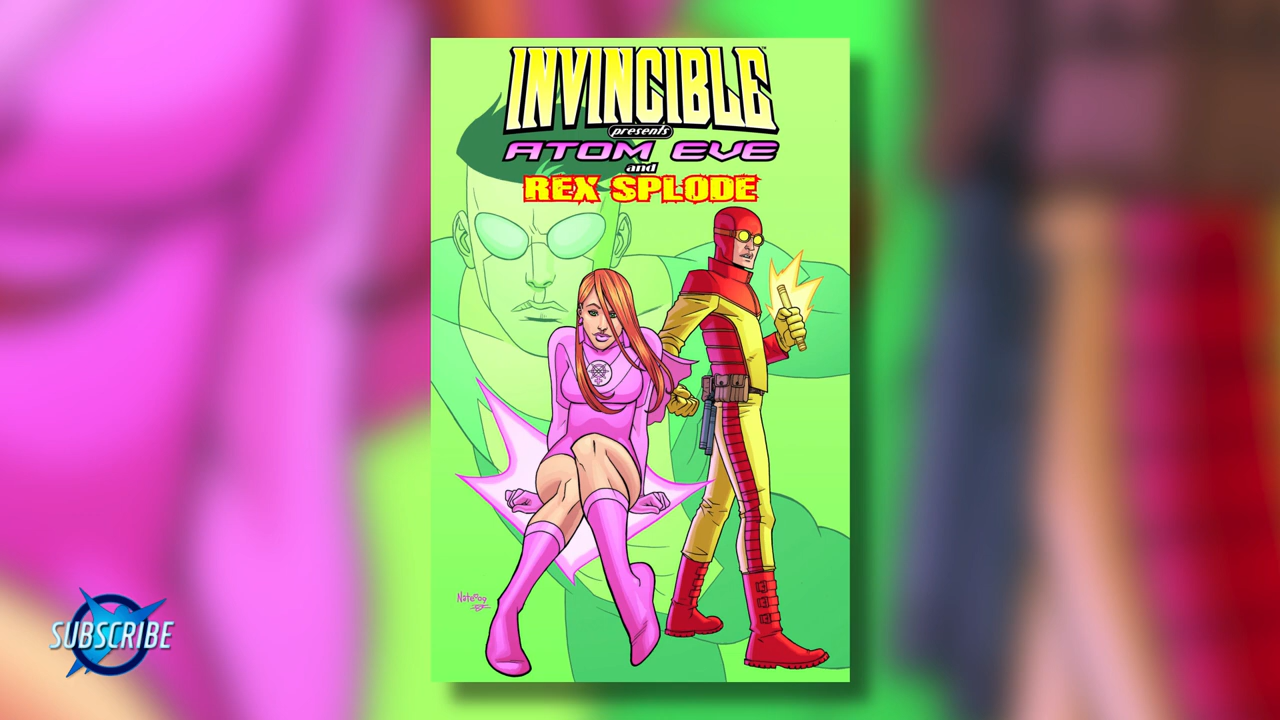 INVINCIBLE
presents
ATOM EVE
and
REX SPLODE
SUBSCRIBE